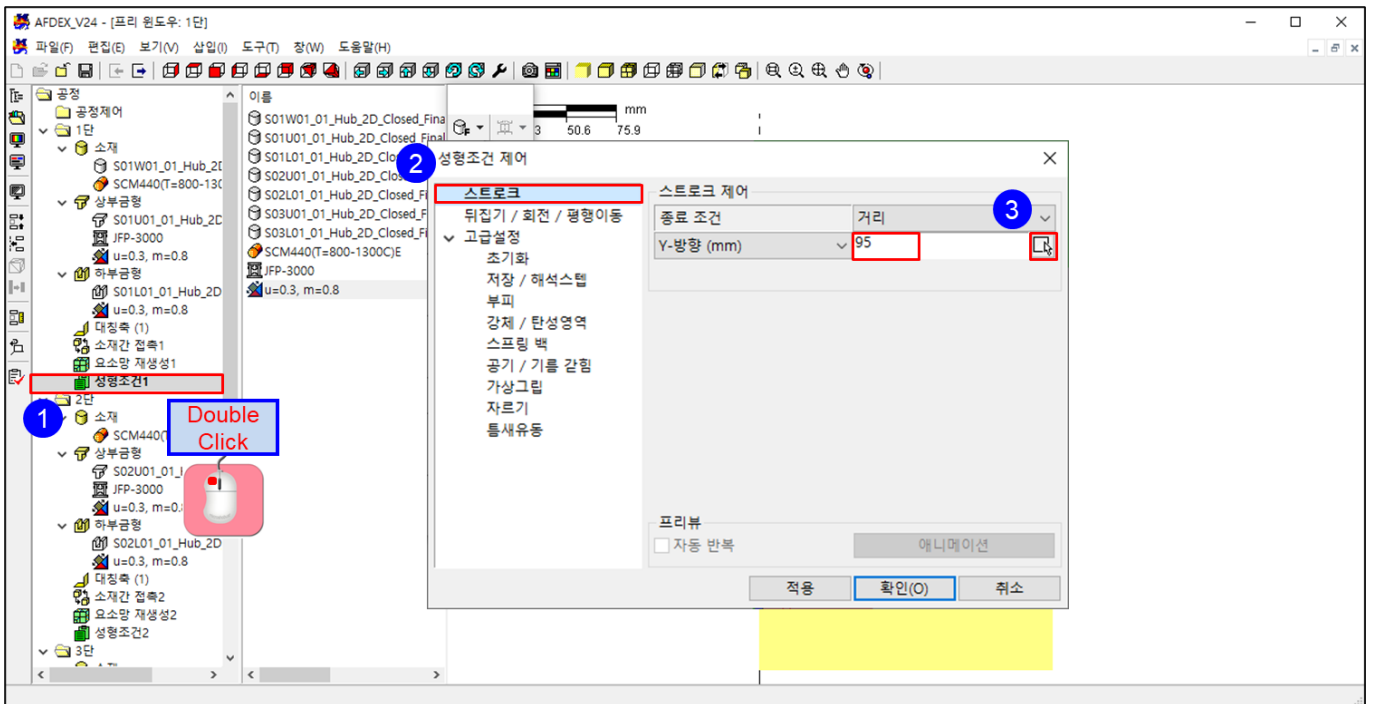 AFDEX_V24 - [프리 윈도우: 1단]
파일(F) 편집(E) 보기(V) 삽입(I) 도구(T) 창(W) 도움말(H)
공정
공정제어
1단
소재
S01W01_01_Hub_2D
SCM440(T=800-130
상부금형
S01U01_01_Hub_2D
JFP-3000
u=0.3, m=0.8
하부금형
S01L01_01_Hub_2D
u=0.3, m=0.8
대칭축 (1)
소재간 접촉1
요소망 재생성1
성형조건1
2단
소재
SCM440(T
상부금형
S02U01_01_H
JFP-3000
u=0.3, m=0.8
하부금형
S02L01_01_Hub_2D
u=0.3, m=0.8
대칭축 (1)
소재간 접촉2
요소망 재생성2
성형조건2
3단
1
Double
Click
이름
S01W01_01_Hub_2D_Closed_Fina
S01U01_01_Hub_2D_Closed_Final
S01L01_01_Hub_2D_Clo
S02U01_01_Hub_2D_Clos
S02L01_01_Hub_2D_Closed_Fi
S03U01_01_Hub_2D_Closed_F
S03L01_01_Hub_2D_Closed_Fi
SCM440(T=800-1300C)E
JFP-3000
u=0.3, m=0.8
mm
3 50.6 75.9
2
성형조건 제어
스트로크
뒤집기 / 회전 / 평행이동
고급설정
초기화
저장 / 해석스텝
부피
강체 / 탄성영역
스프링 백
공기 / 기름 갇힘
가상그립
자르기
틈새유동
스트로크 제어
종료 조건 거리
3
Y-방향 (mm) 95
프리뷰
자동 반복 애니메이션
적용 확인(O) 취소